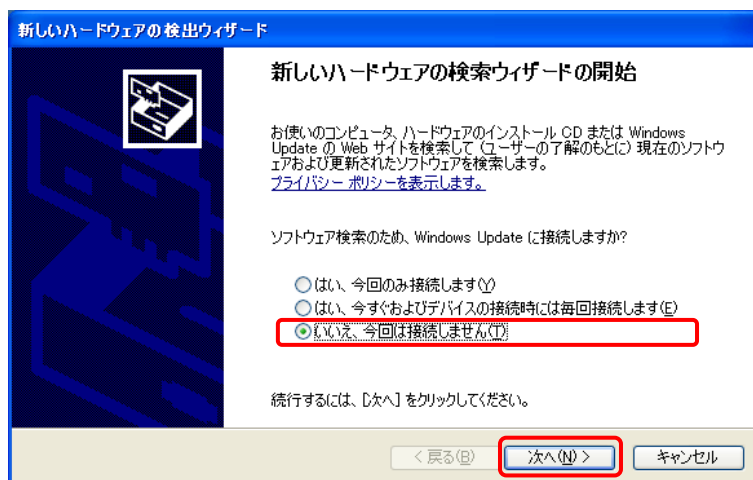 新しいハードウェアの検出ウィザード
新しいハードウェアの検索ウィザードの開始
お使いのコンピュータ、ハードウェアのインストール CD または Windows
Update の Web サイトを検索して (ユーザーの了解のもとに) 現在のソフトウ
ェアおよび更新されたソフトウェアを検索します。
プライバシー ポリシーを表示します。
ソフトウェア検索のため、Windows Update に接続しますか?
はい、今回のみ接続します(Y)
はい、今すぐおよびデバイスの接続時には毎回接続します(E)
いいえ、今回は接続しません(T)
続行するには、[次へ] をクリックしてください。
< 戻る(B) 次へ(N) > キャンセル